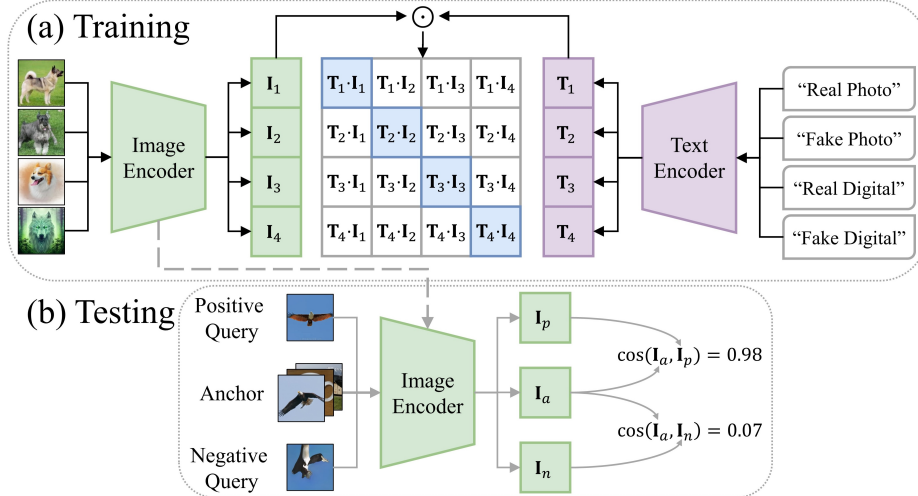 (a) Training
Image
Encoder
I₁
I₂
I₃
I₄
⊙
T₁·I₁ T₁·I₂ T₁·I₃ T₁·I₄
T₂·I₁ T₂·I₂ T₂·I₃ T₂·I₄
T₃·I₁ T₃·I₂ T₃·I₃ T₃·I₄
T₄·I₁ T₄·I₂ T₄·I₃ T₄·I₄
T₁
T₂
T₃
T₄
Text
Encoder
“Real Photo”
“Fake Photo”
“Real Digital”
“Fake Digital”
(b) Testing
Positive
Query
Anchor
Negative
Query
Image
Encoder
Iₚ
Iₐ
Iₙ
cos(Iₐ, Iₚ) = 0.98
cos(Iₐ, Iₙ) = 0.07